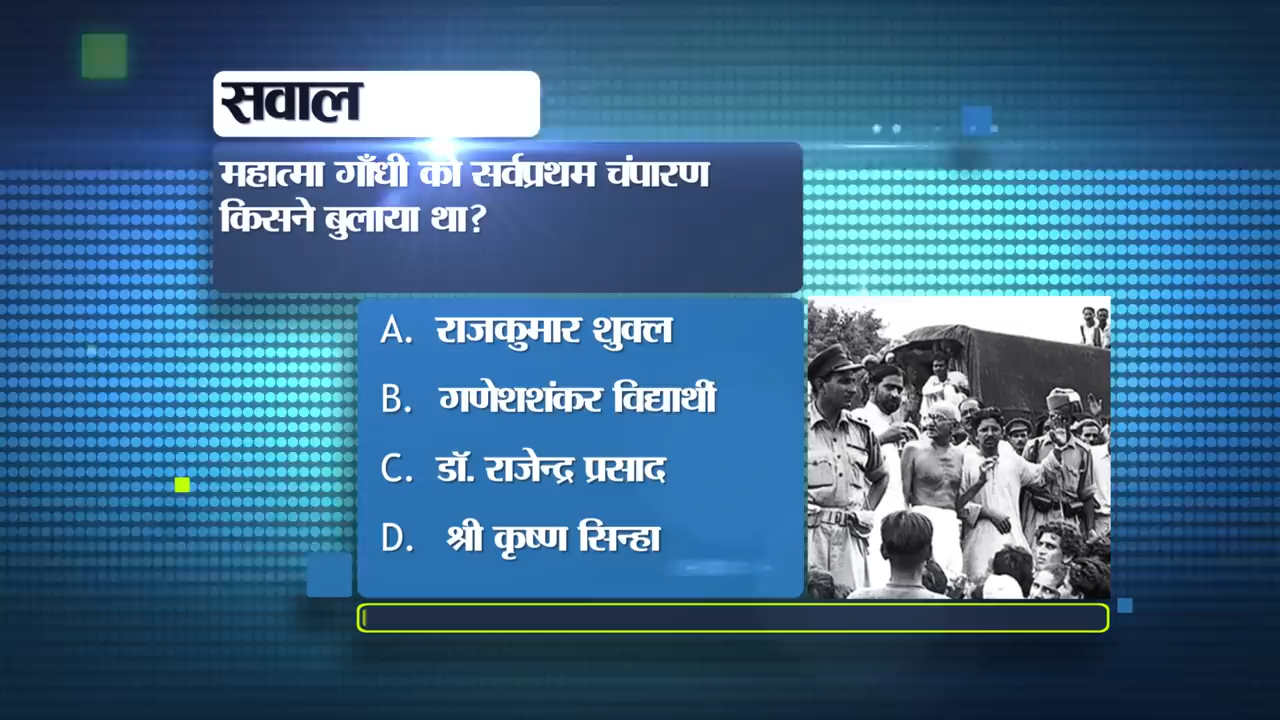 सवाल
महात्मा गाँधी को सर्वप्रथम चंपारण
किसने बुलाया था?
A. राजकुमार शुक्ल
B. गणेशशंकर विद्यार्थी
C. डॉ. राजेन्द्र प्रसाद
D. श्री कृष्ण सिन्हा